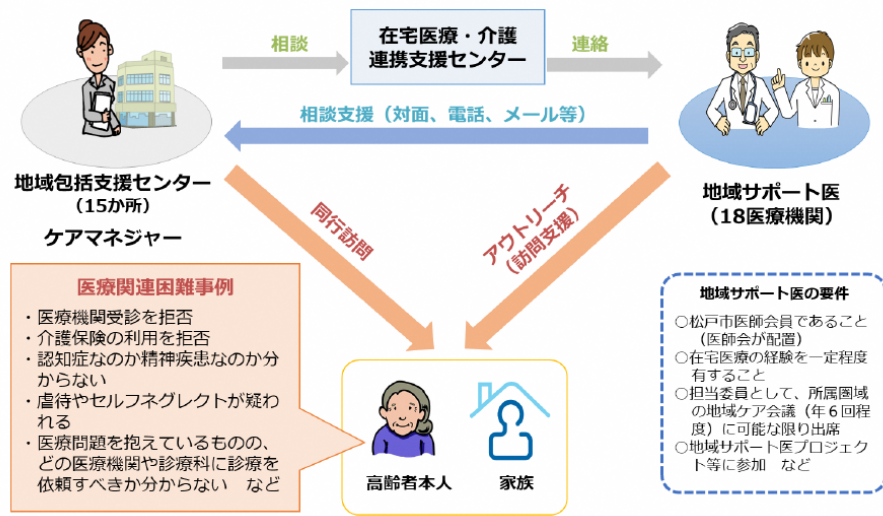 相談
在宅医療・介護
連携支援センター
連絡
相談支援（対面、電話、メール等）
地域包括支援センター
（15か所）
ケアマネジャー
地域サポート医
（18医療機関）
同行訪問
アウトリーチ
（訪問支援）
医療関連困難事例
・医療機関受診を拒否
・介護保険の利用を拒否
・認知症なのか精神疾患なのか分
からない
・虐待やセルフネグレクトが疑わ
れる
・医療問題を抱えているものの、
どの医療機関や診療科に診療を
依頼すべきか分からない　など
高齢者本人
家族
地域サポート医の要件
○松戸市医師会員であること
（医師会が配置）
○在宅医療の経験を一定程度
有すること
○担当委員として、所属圏域
の地域ケア会議（年６回程
度）に可能な限り出席
○地域サポート医プロジェク
ト等に参加　など